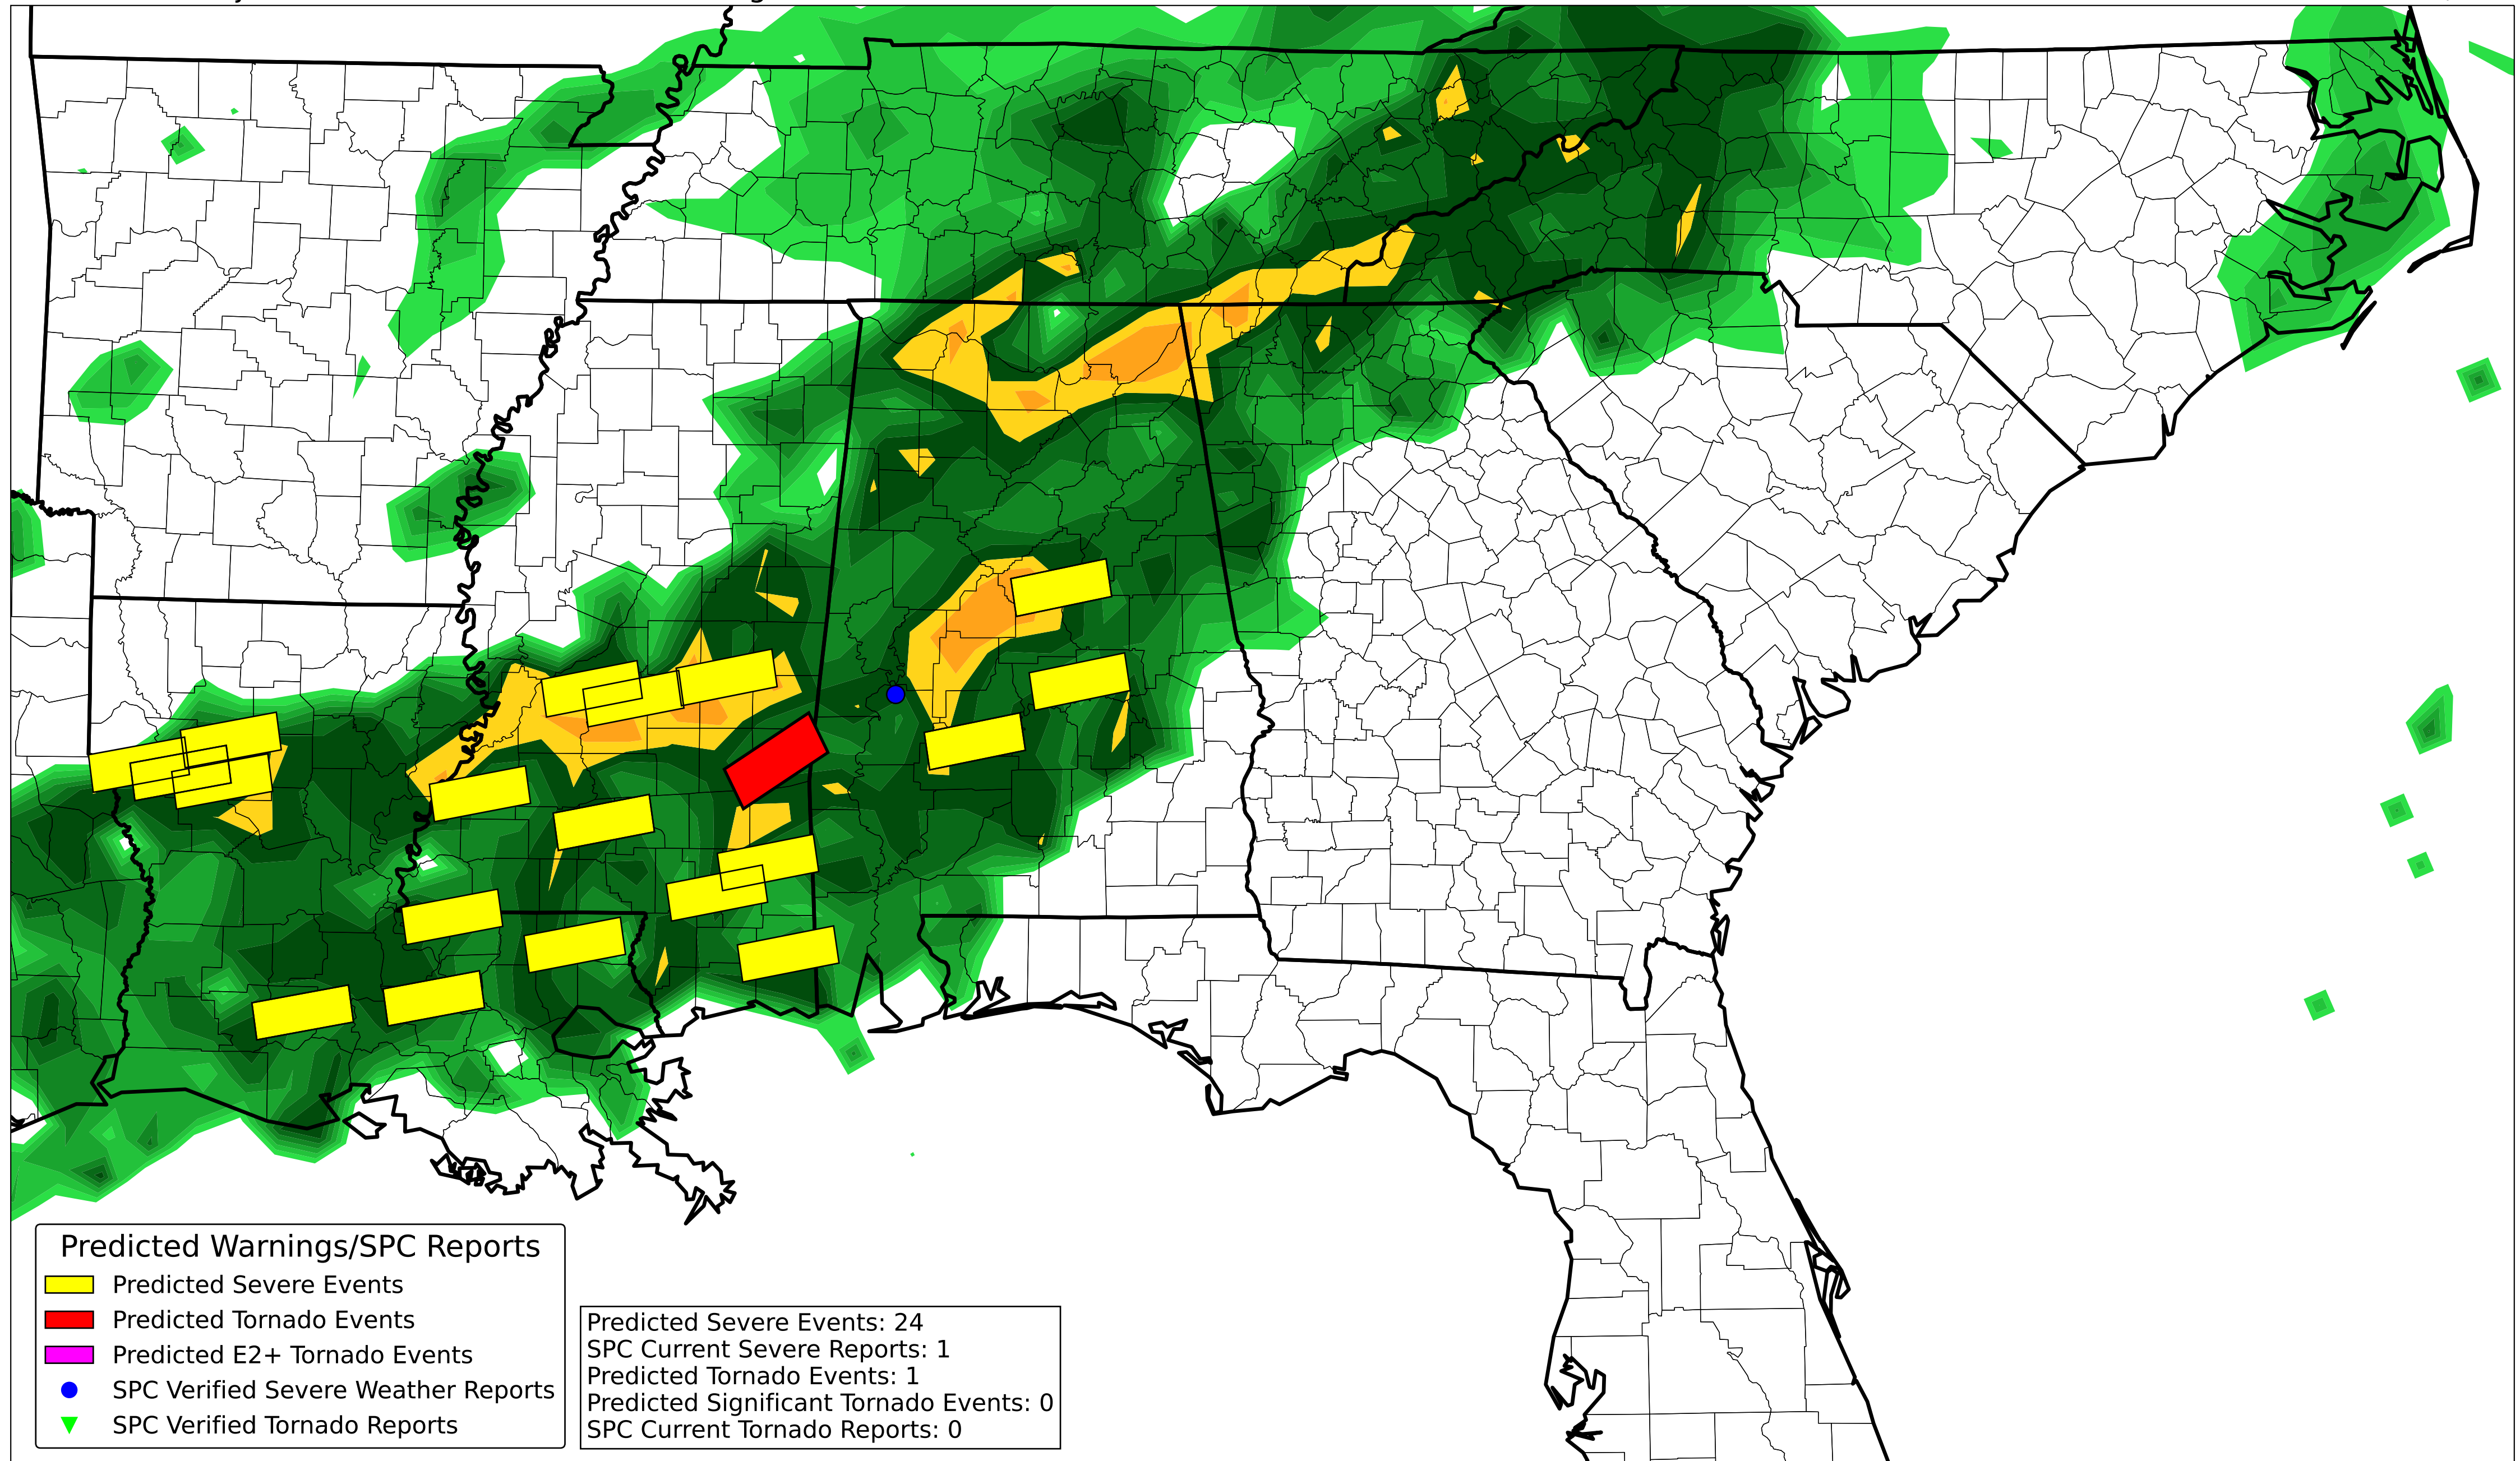 Predicted Warnings/SPC Reports
Predicted Severe Events
Predicted Tornado Events
Predicted E2+ Tornado Events
SPC Verified Severe Weather Reports
SPC Verified Tornado Reports
Predicted Severe Events: 24
SPC Current Severe Reports: 1
Predicted Tornado Events: 1
Predicted Significant Tornado Events: 0
SPC Current Tornado Reports: 0